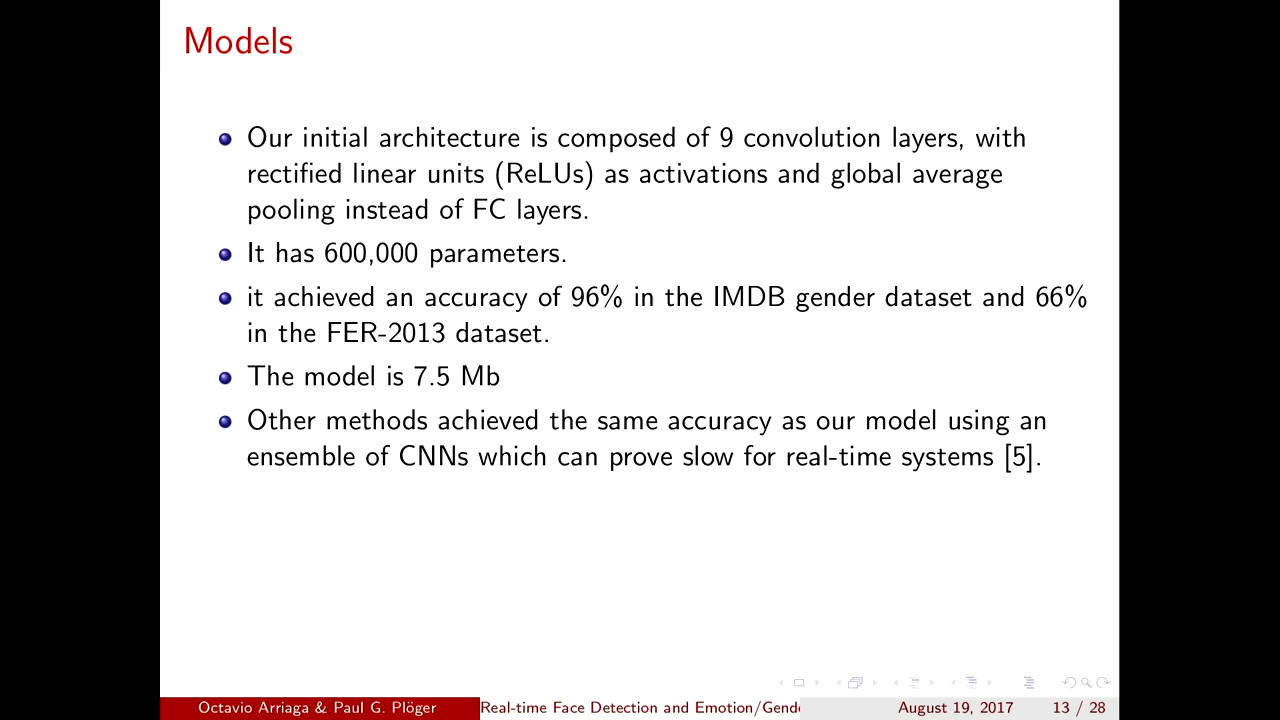 Models
Our initial architecture is composed of 9 convolution layers, with
rectified linear units (ReLUs) as activations and global average
pooling instead of FC layers.
It has 600,000 parameters.
it achieved an accuracy of 96% in the IMDB gender dataset and 66%
in the FER-2013 dataset.
The model is 7.5 Mb
Other methods achieved the same accuracy as our model using an
ensemble of CNNs which can prove slow for real-time systems [5].
Octavio Arriaga & Paul G. Plöger Real-time Face Detection and Emotion/Gend August 19, 2017 13 / 28